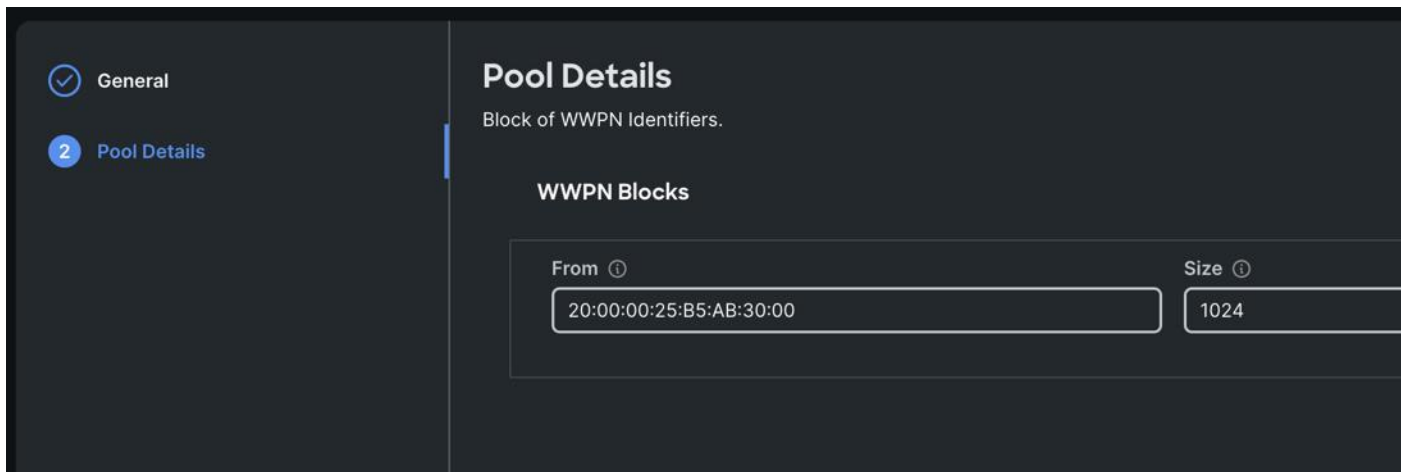 General
2 Pool Details
Pool Details
Block of WWPN Identifiers.
WWPN Blocks
From Size
20:00:00:25:B5:AB:30:00 1024